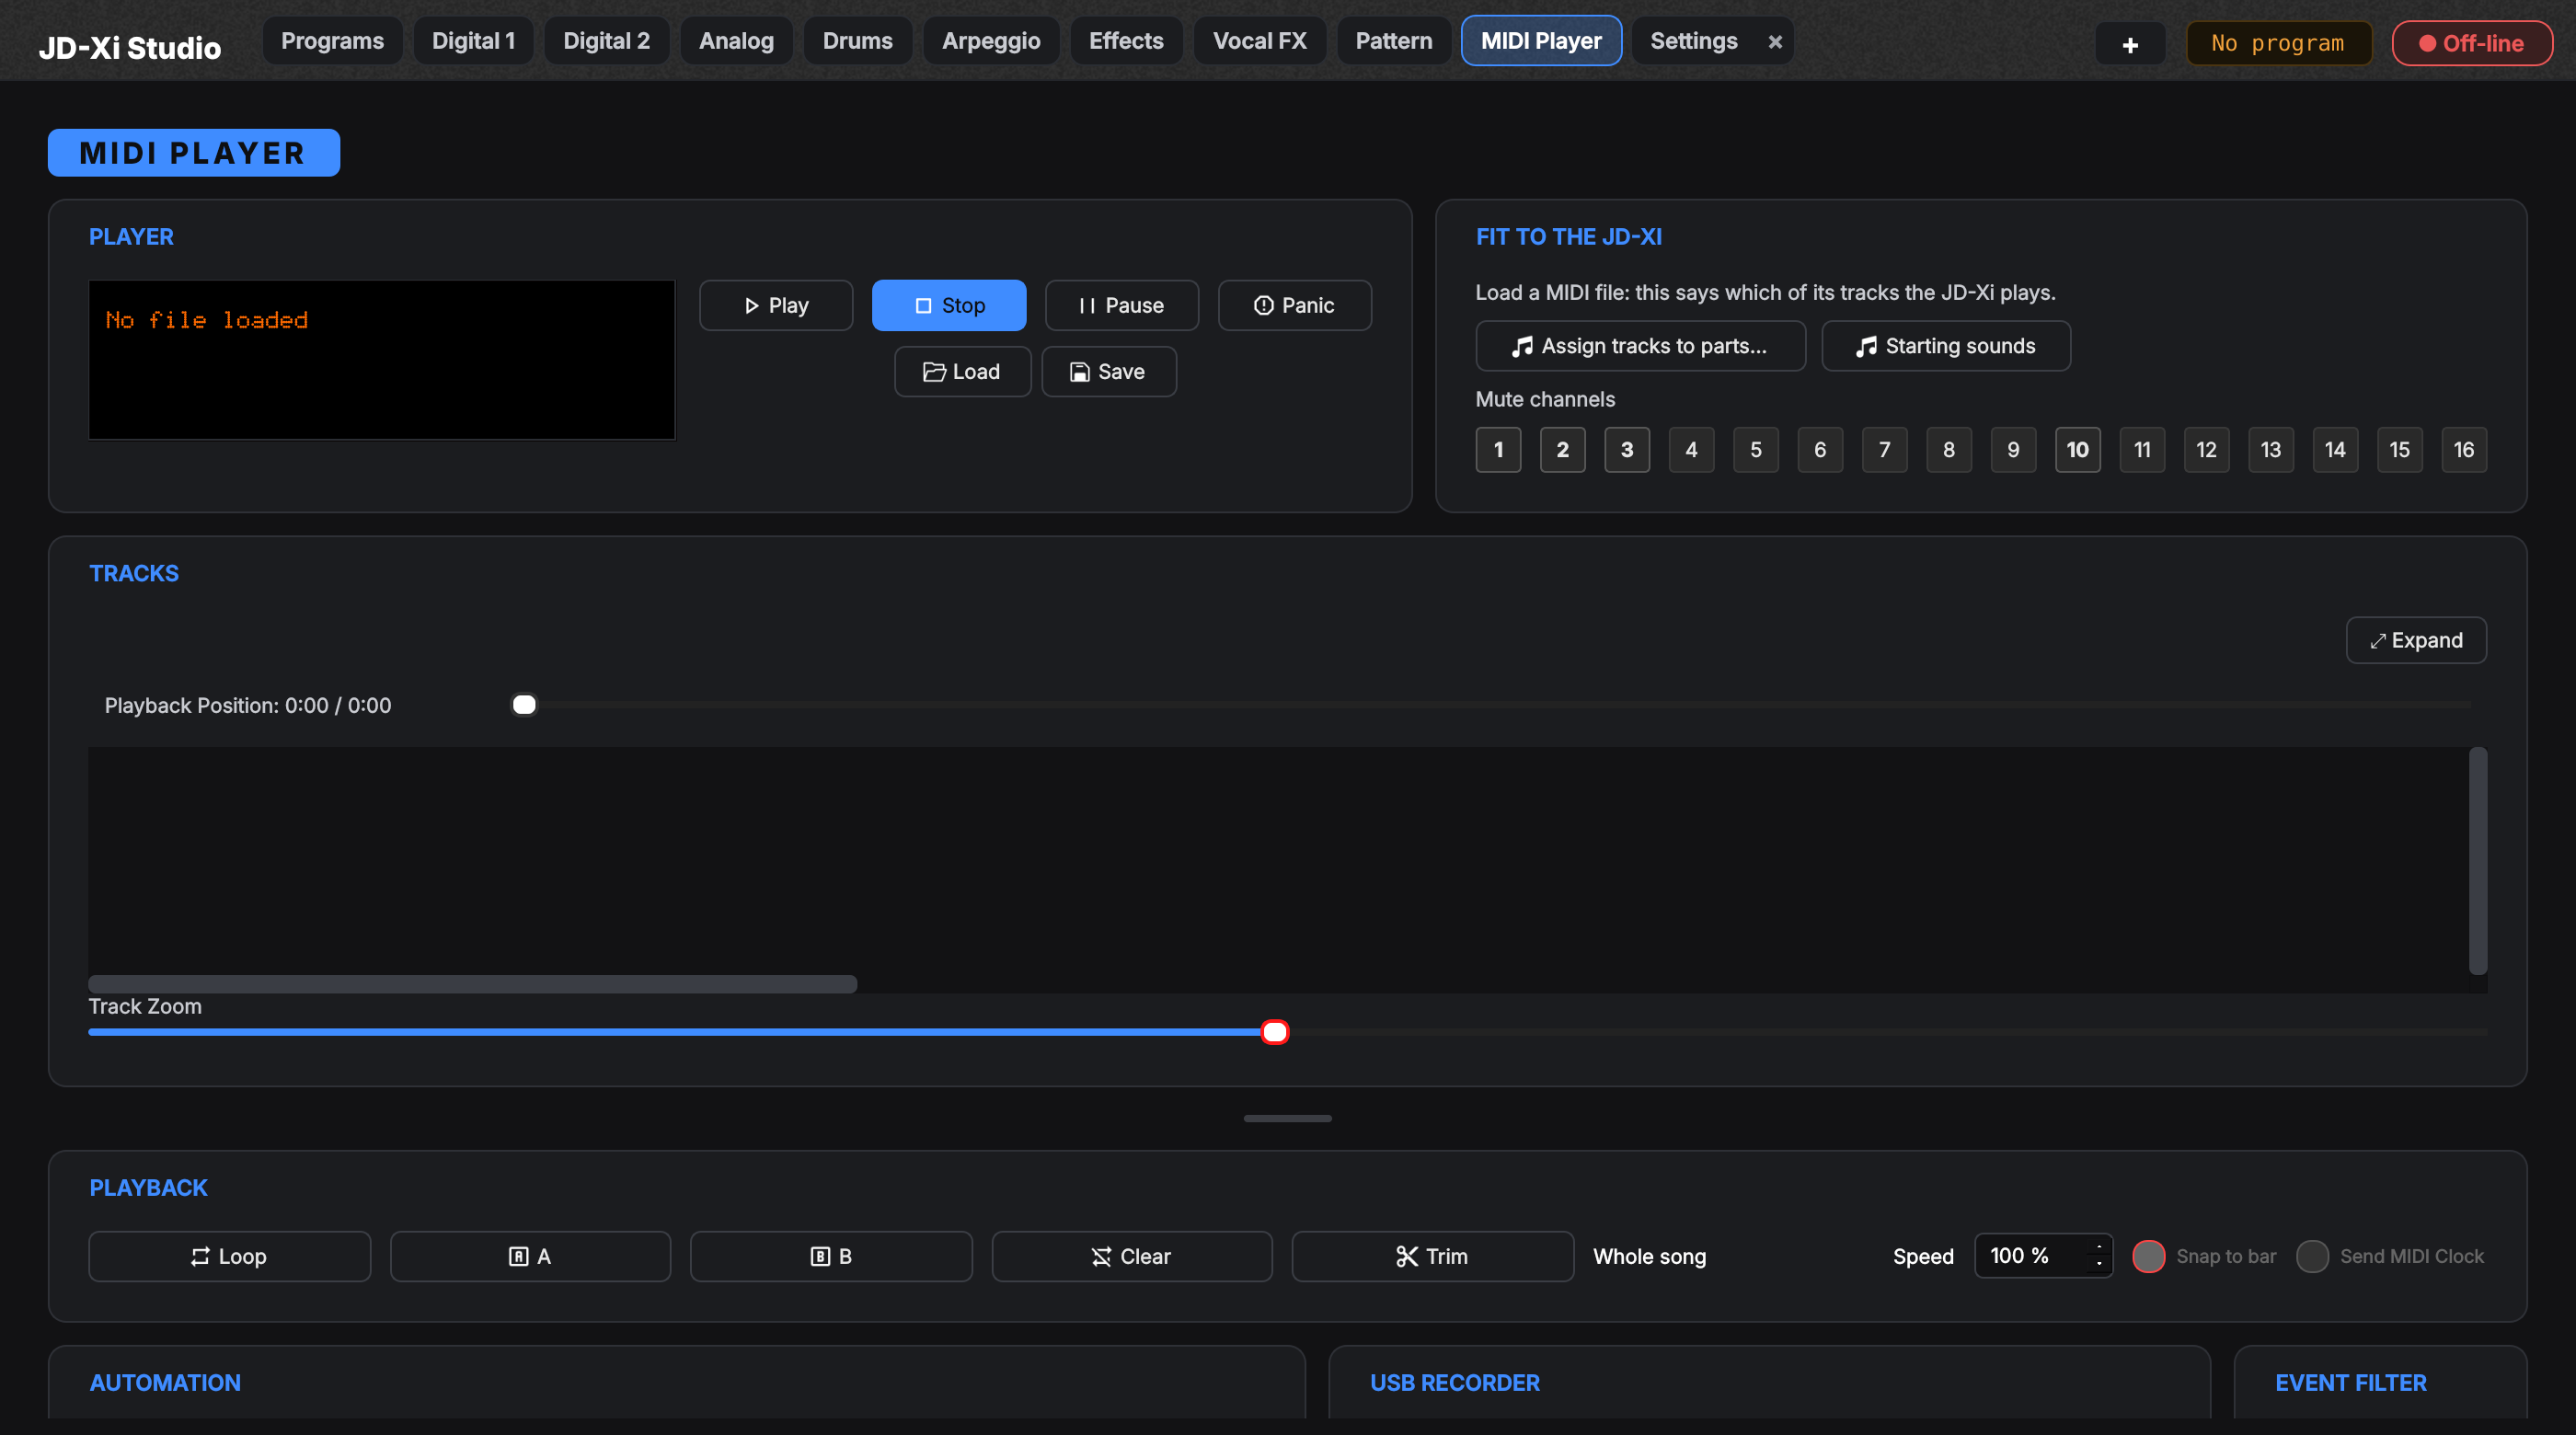 JD-Xi Studio
Programs
Digital 1
Digital 2
Analog
Drums
Arpeggio
Effects
Vocal FX
Pattern
MIDI Player
Settings ×
+
No program
Off-line
MIDI PLAYER
PLAYER
No file loaded
Play
Stop
Pause
Panic
Load
Save
FIT TO THE JD-XI
Load a MIDI file: this says which of its tracks the JD-Xi plays.
Assign tracks to parts...
Starting sounds
Mute channels
1 2 3 4 5 6 7 8 9 10 11 12 13 14 15 16
TRACKS
Expand
Playback Position: 0:00 / 0:00
Track Zoom
PLAYBACK
Loop
A A
B B
Clear
Trim
Whole song
Speed
100 %
Snap to bar
Send MIDI Clock
AUTOMATION
USB RECORDER
EVENT FILTER